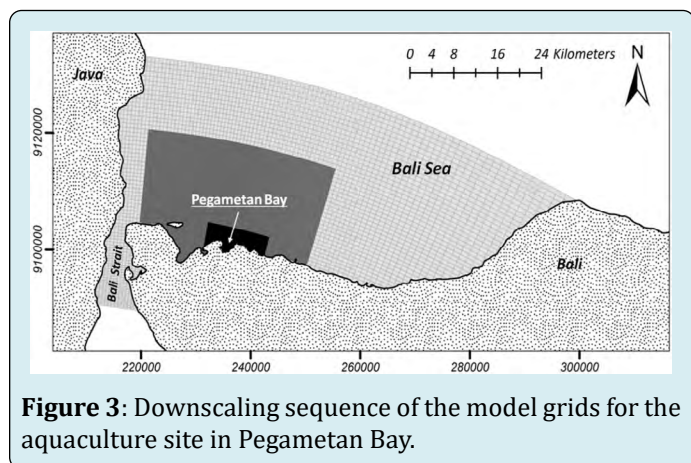 Java
0 4 8 16 24 Kilometers
N
9120000
Bali Sea
Pegametan Bay
9100000
Bali Strait
Bali
220000 240000 260000 280000 300000
Figure 3: Downscaling sequence of the model grids for the
aquaculture site in Pegametan Bay.